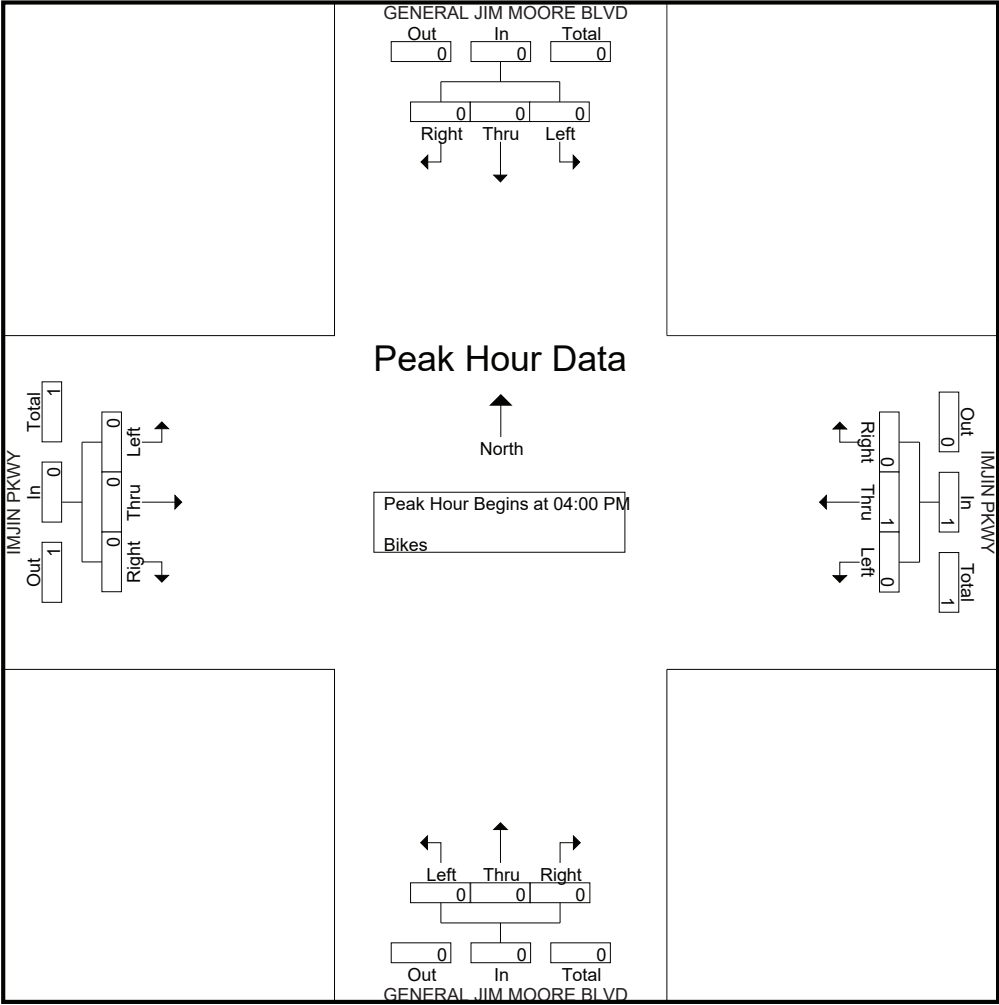 GENERAL JIM MOORE BLVD
Out In Total
0 0 0
0 0 0
Right Thru Left
Peak Hour Data
North
Peak Hour Begins at 04:00 PM
Bikes
IMJIN PKWY
Total In Out
1 0 1
0 0 0
Left Thru Right
Right Thru Left
0 1 0
Out In Total
0 1 1
IMJIN PKWY
Left Thru Right
0 0 0
0 0 0
Out In Total
GENERAL JIM MOORE BLVD